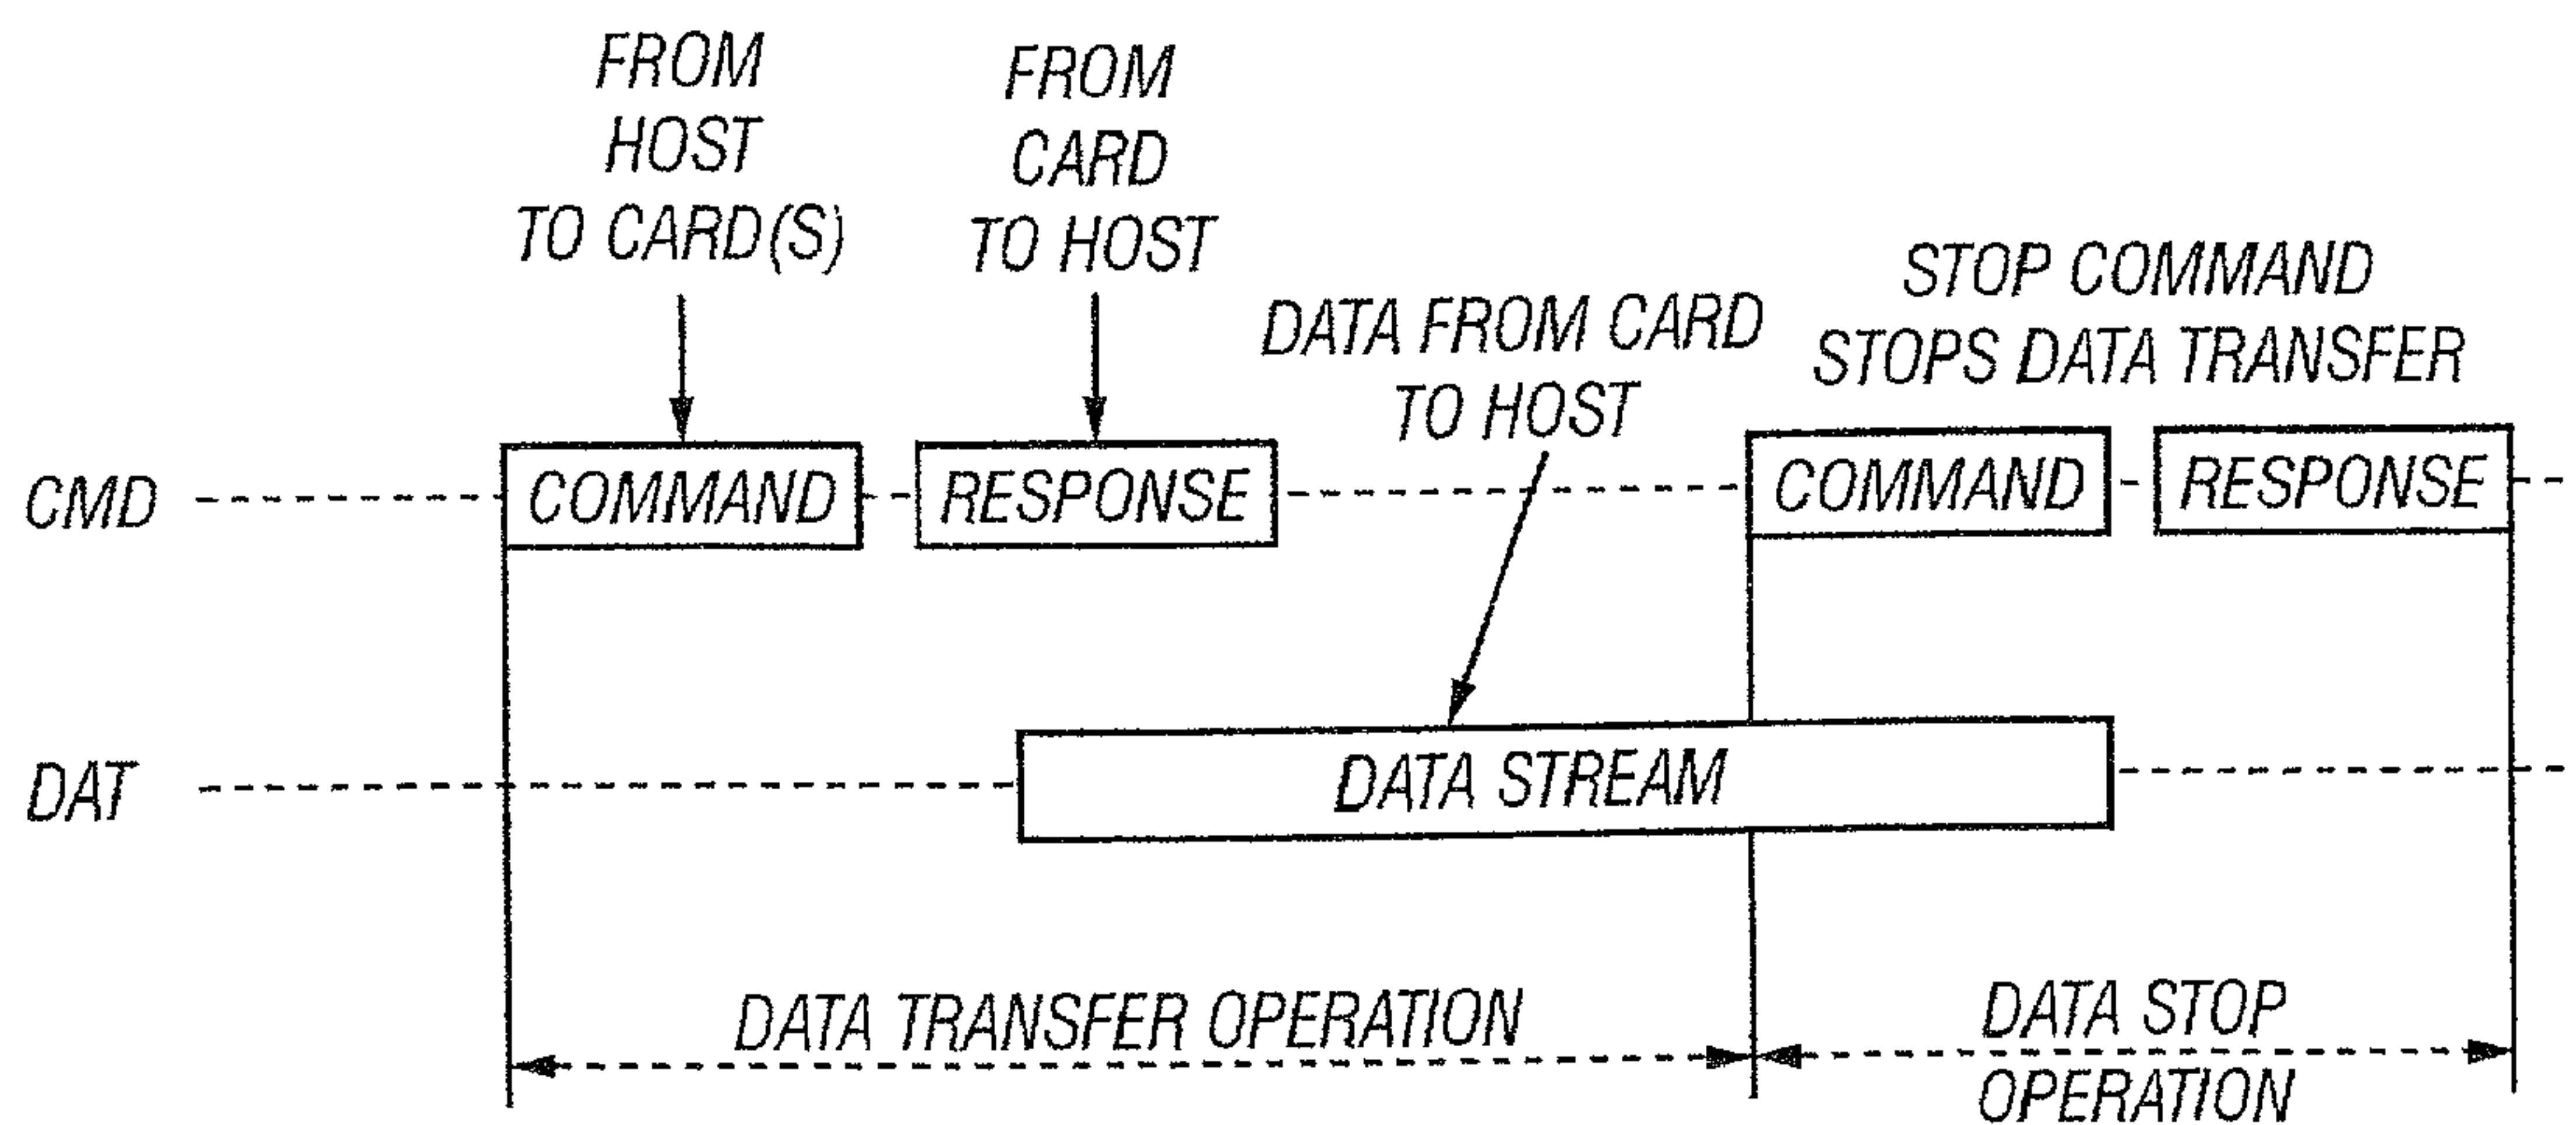 FROM
HOST
TO CARD(S)
FROM
CARD
TO HOST
DATA FROM CARD
TO HOST
STOP COMMAND
STOPS DATA TRANSFER
CMD
COMMAND
RESPONSE
COMMAND
RESPONSE
DAT
DATA STREAM
DATA TRANSFER OPERATION
DATA STOP
OPERATION